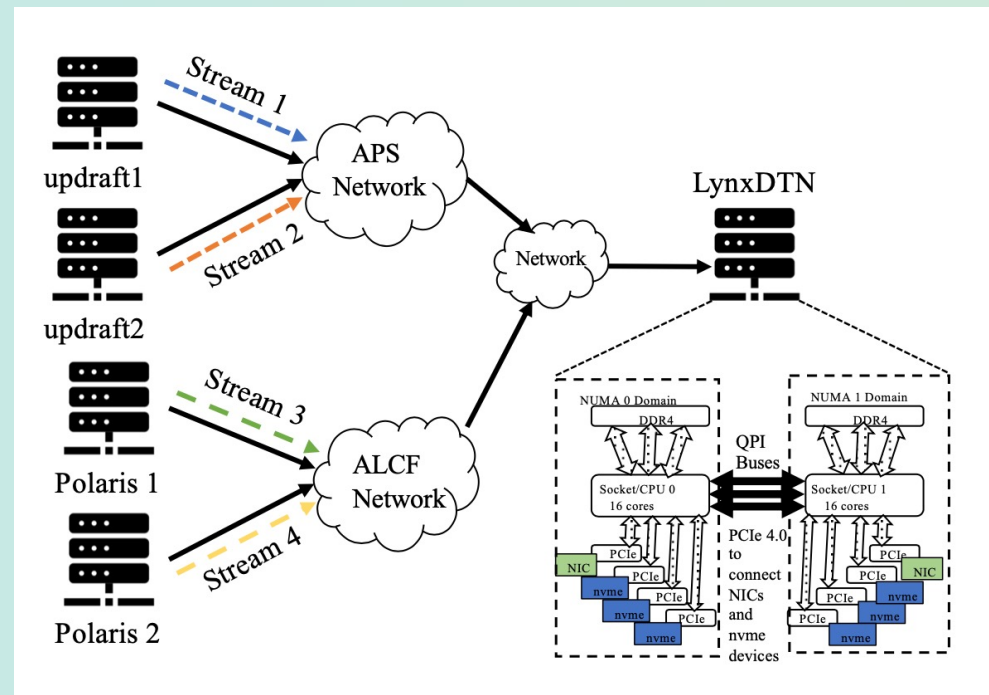 Stream 1
updraft1
APS
Network
Stream 2
updraft2
Network
LynxDTN
Stream 3
Polaris 1
ALCF
Network
Stream 4
Polaris 2
NUMA 0 Domain
DDR4
Socket/CPU 0
16 cores
PCIe
NIC
PCIe
nvme
PCIe
nvme
PCIe
nvme
QPI
Buses
PCIe 4.0
to
connect
NICs
and
nvme
devices
NUMA 1 Domain
DDR4
Socket/CPU 1
16 cores
PCIe
NIC
PCIe
nvme
PCIe
nvme